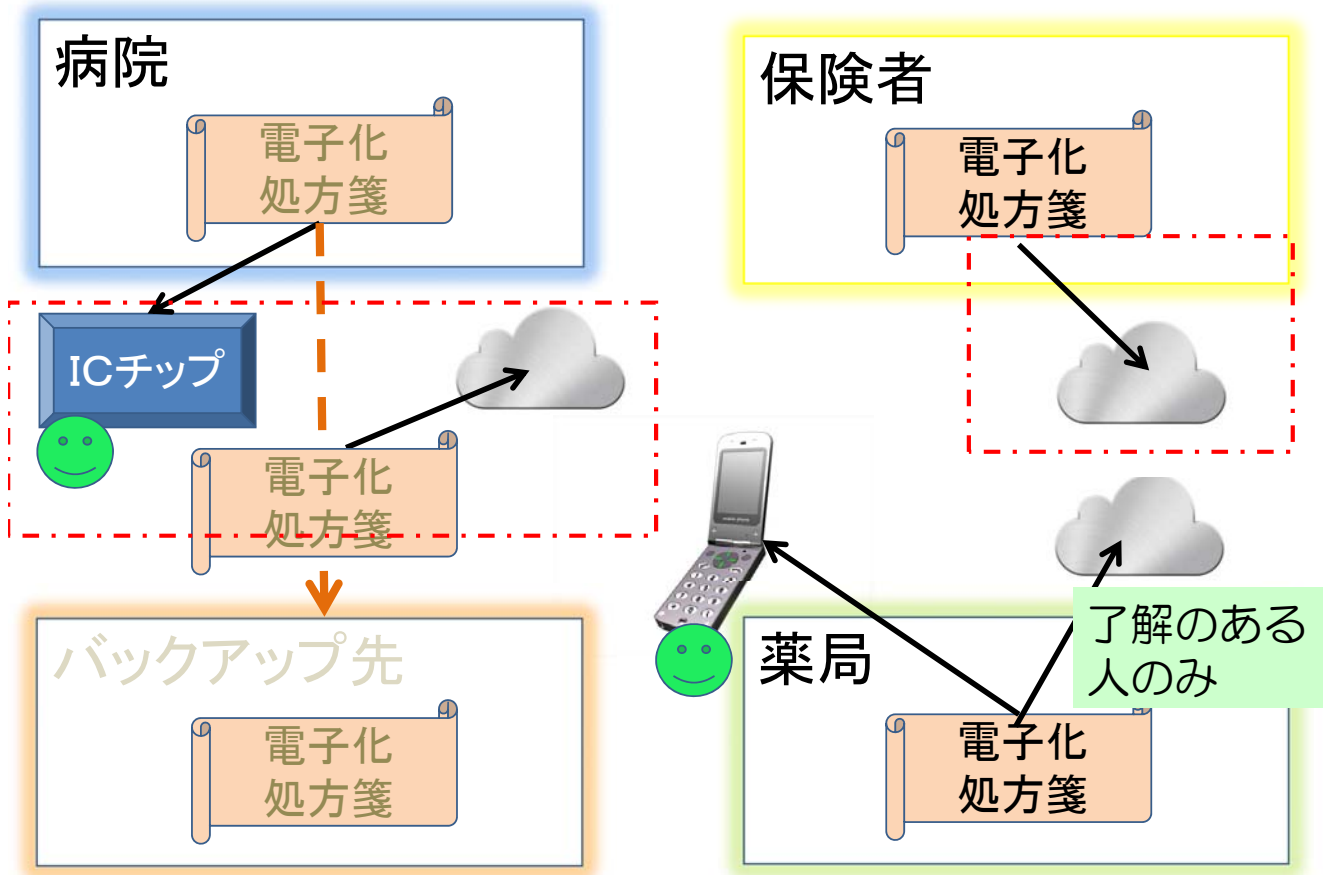 病院
電子化
処方箋
ICチップ
電子化
処方箋
バックアップ先
電子化
処方箋
保険者
電子化
処方箋
薬局
了解のある
人のみ
電子化
処方箋